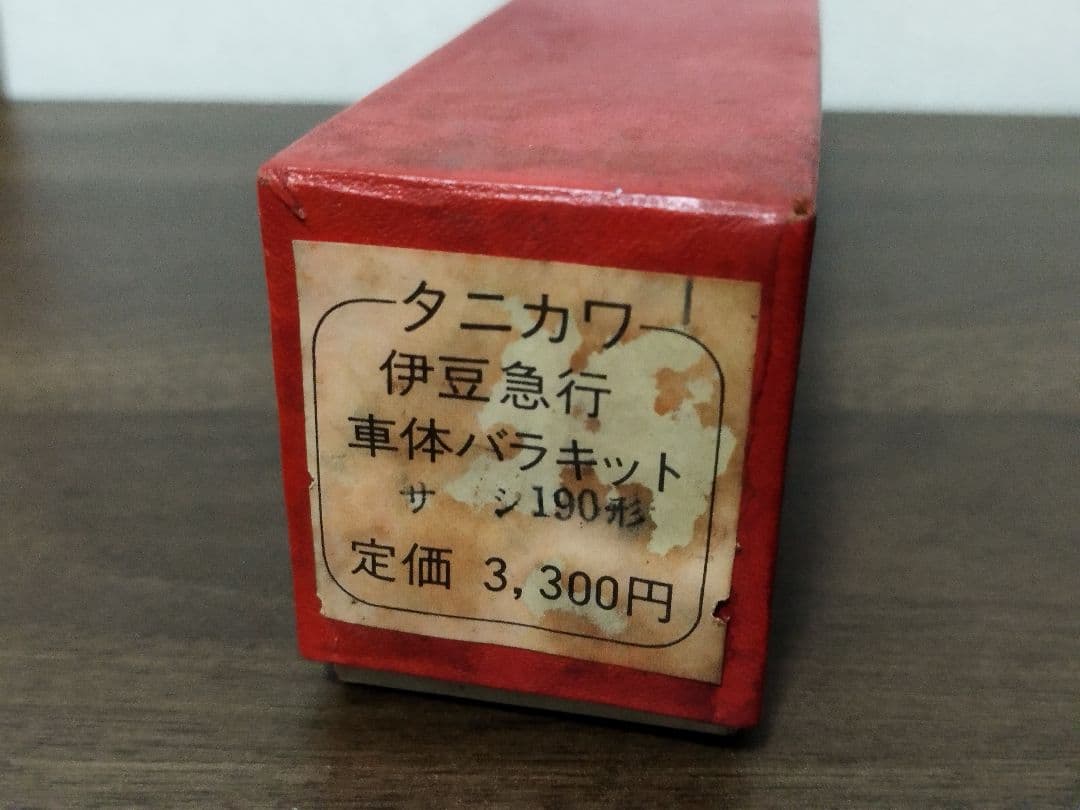 タニカワ
伊豆急行
車体バラキット
サシ190形
定価 3,300円